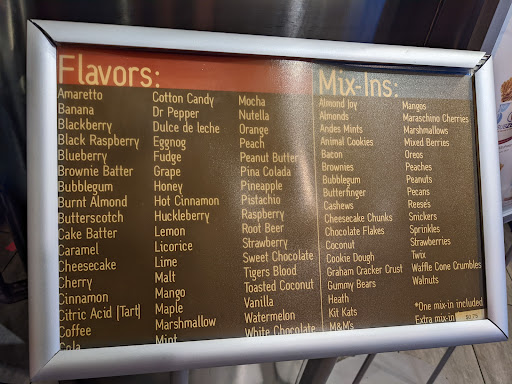 Flavors:
Amaretto
Banana
Blackberry
Black Raspberry
Blueberry
Brownie Batter
Bubblegum
Burnt Almond
Butterscotch
Cake Batter
Caramel
Cheesecake
Cherry
Cinnamon
Citric Acid [Tart]
Coffee
Cola
Cotton Candy
Dr Pepper
Dulce de leche
Eggnog
Fudge
Grape
Honey
Hot Cinnamon
Huckleberry
Lemon
Licorice
Lime
Malt
Mango
Maple
Marshmallow
Mint
Mocha
Nutella
Orange
Peach
Peanut Butter
Pina Colada
Pineapple
Pistachio
Raspberry
Root Beer
Strawberry
Sweet Chocolate
Tigers Blood
Toasted Coconut
Vanilla
Watermelon
White Chocolate
Mix-Ins:
Almond Joy
Almonds
Andes Mints
Animal Cookies
Bacon
Brownies
Bubblegum
Butterfinger
Cashews
Cheesecake Chunks
Chocolate Flakes
Coconut
Cookie Dough
Graham Cracker Crust
Gummy Bears
Heath
Kit Kats
M&M's
Mangos
Maraschino Cherries
Marshmallows
Mixed Berries
Oreos
Peaches
Peanuts
Pecans
Reese's
Snickers
Sprinkles
Strawberries
Twix
Waffle Cone Crumbles
Walnuts
*One mix-in included
Extra mix-in $0.75